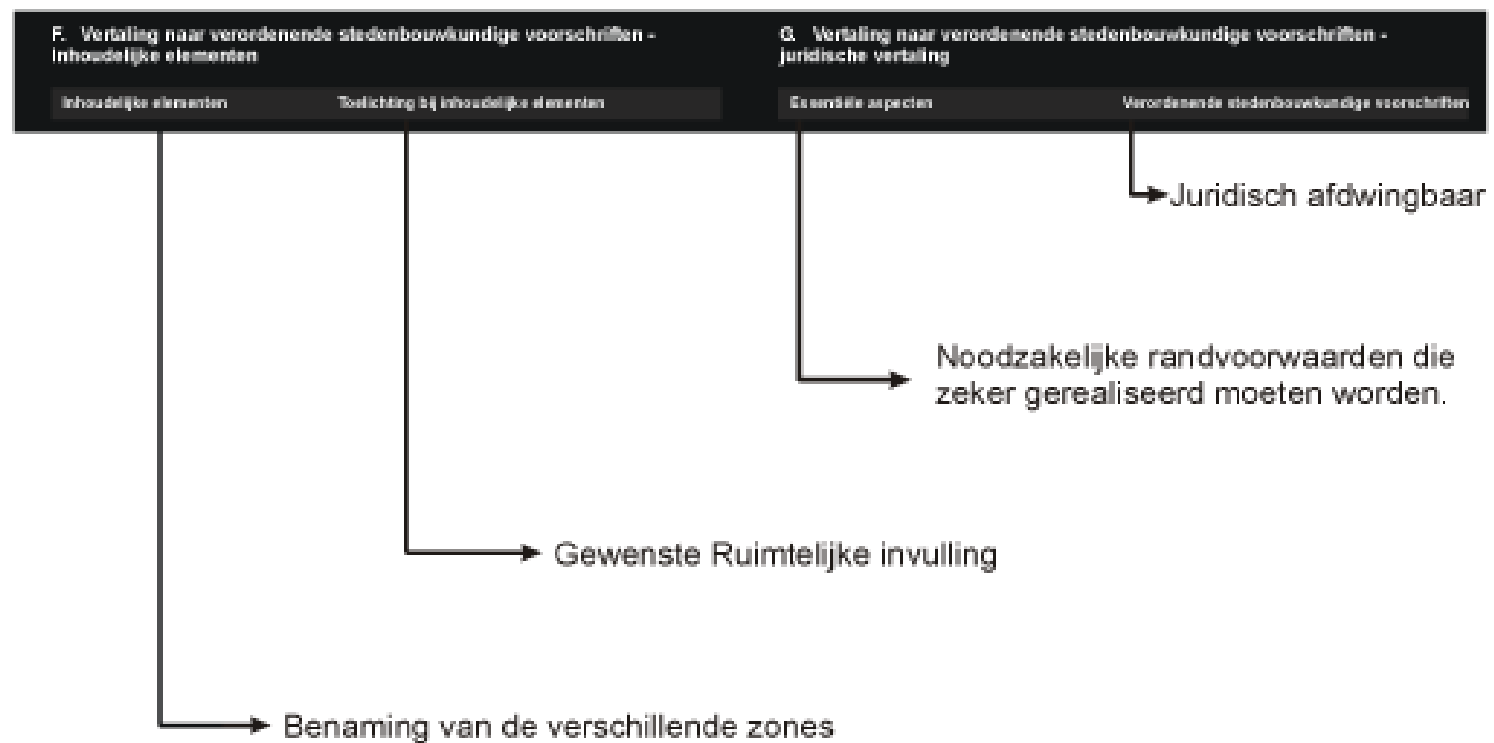 F. Vertaling naar verordenende stedenbouwkundige voorschriften -
inhoudelijke elementen
G. Vertaling naar verordenende stedenbouwkundige voorschriften -
juridische vertaling
Inhoudelijke elementen
Toelichting bij inhoudelijke elementen
Essentiële aspecten
Verordenende stedenbouwkundige voorschriften
Juridisch afdwingbaar
Noodzakelijke randvoorwaarden die
zeker gerealiseerd moeten worden.
Gewenste Ruimtelijke invulling
Benaming van de verschillende zones